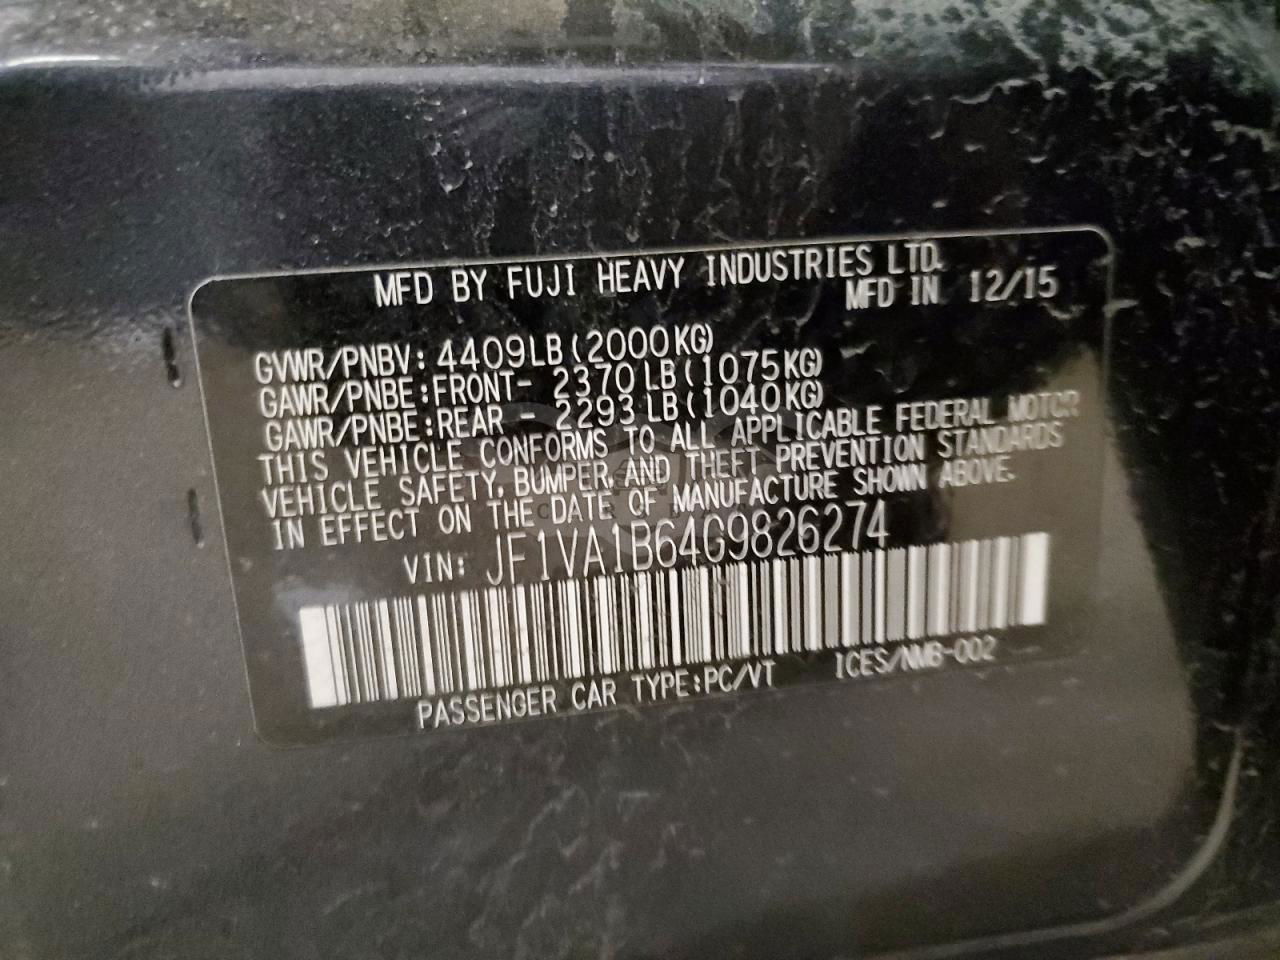 MFD BY FUJI HEAVY INDUSTRIES LTD.
MFD IN 12/15
GVWR/PNBV: 4409LB(2000KG)
GAWR/PNBE:FRONT- 2370LB(1075KG)
GAWR/PNBE:REAR - 2293LB(1040KG)
THIS VEHICLE CONFORMS TO ALL APPLICABLE FEDERAL MOTOR
VEHICLE SAFETY, BUMPER, AND THEFT PREVENTION STANDARDS
IN EFFECT ON THE DATE OF MANUFACTURE SHOWN ABOVE.
VIN: JF1VA1B64G9826274
PASSENGER CAR TYPE:PC/VT ICES/NMB-002